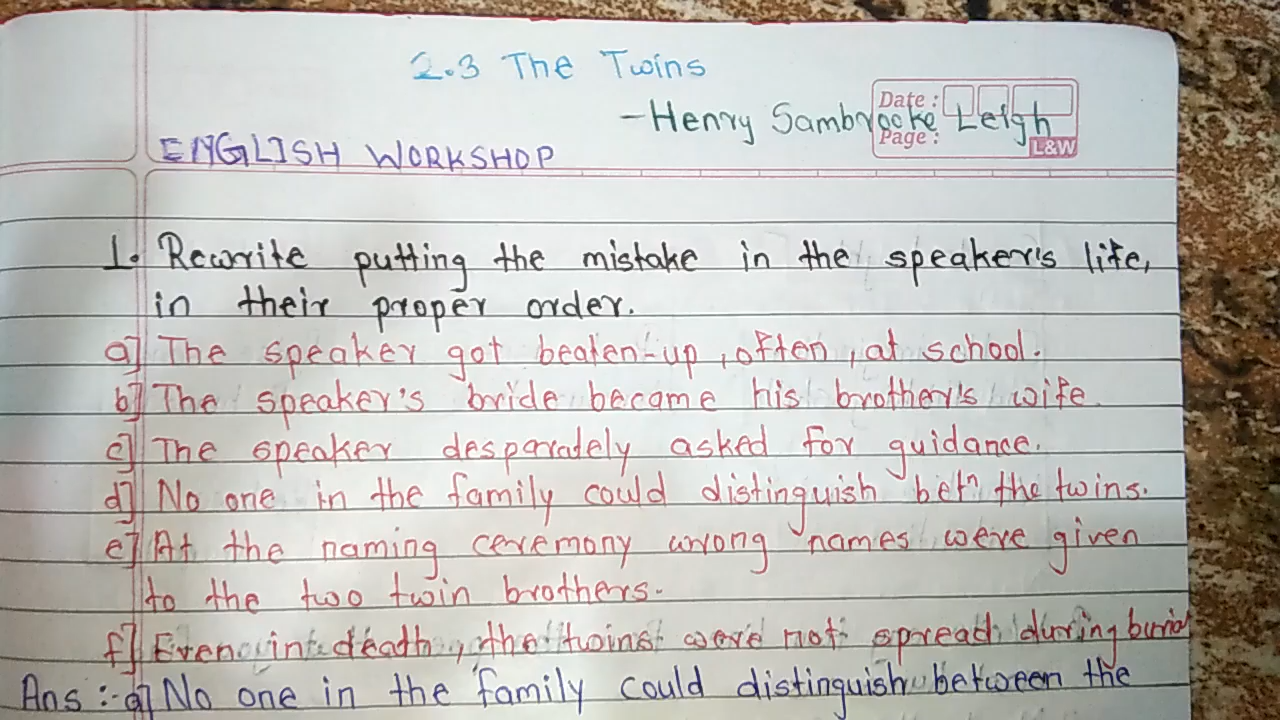 2.3 The Twins
-Henry Sambrocke Leigh
Date :
Page :
L&W
ENGLISH WORKSHOP
1. Rewrite putting the mistake in the speaker's life,
in their proper order.
a] The speaker got beaten-up, often, at school.
b] The speaker's bride became his brother's wife.
c] The speaker desparately asked for guidance.
d] No one in the family could distinguish betn the twins.
e] At the naming ceremony wrong names were given
to the two twin brothers.
f] Even in death, the twins were not spread during burial
Ans :- a] No one in the family could distinguish between the